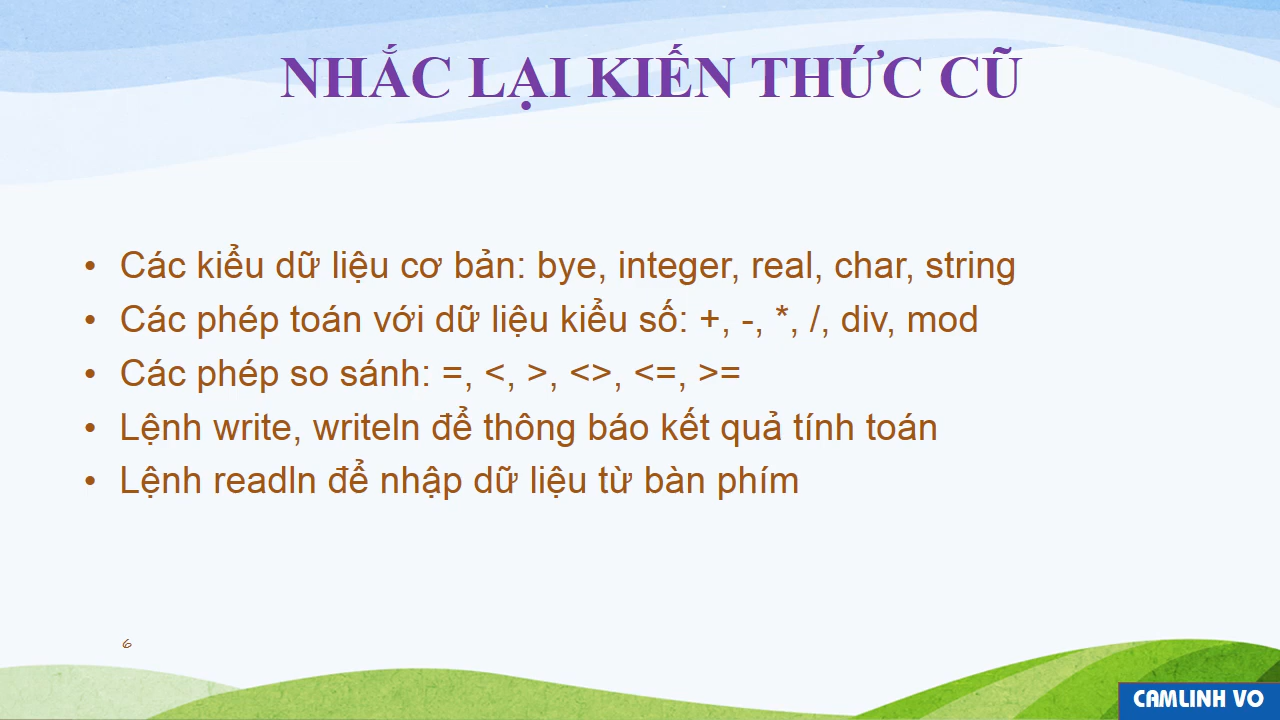 NHẮC LẠI KIẾN THỨC CŨ
• Các kiểu dữ liệu cơ bản: bye, integer, real, char, string
• Các phép toán với dữ liệu kiểu số: +, -, *, /, div, mod
• Các phép so sánh: =, <, >, <>, <=, >=
• Lệnh write, writeln để thông báo kết quả tính toán
• Lệnh readln để nhập dữ liệu từ bàn phím
6
CAMLINH VO